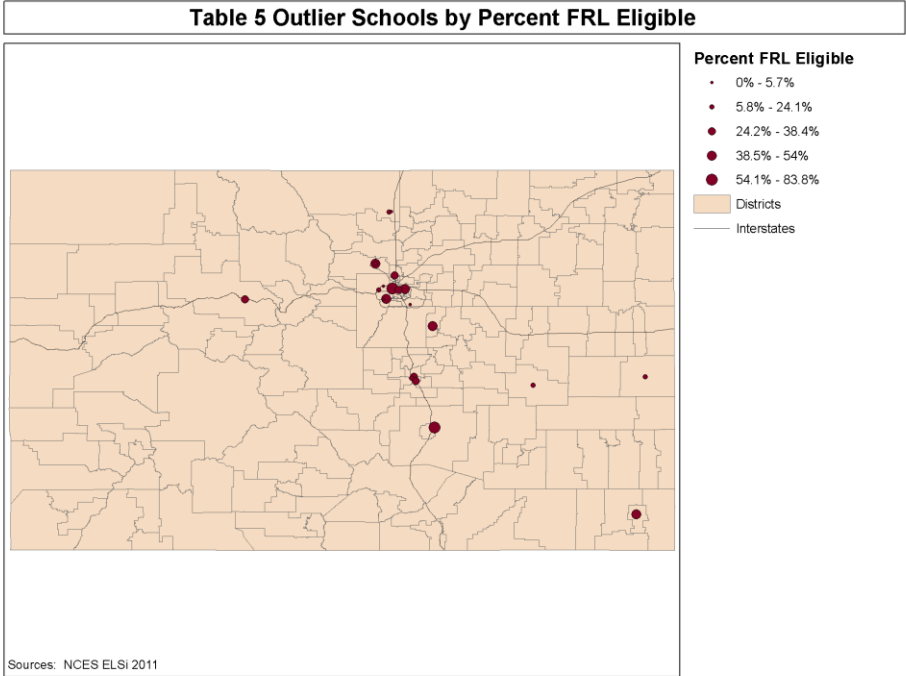 Table 5 Outlier Schools by Percent FRL Eligible
Percent FRL Eligible
0% - 5.7%
5.8% - 24.1%
24.2% - 38.4%
38.5% - 54%
54.1% - 83.8%
Districts
Interstates
Sources: NCES ELSi 2011